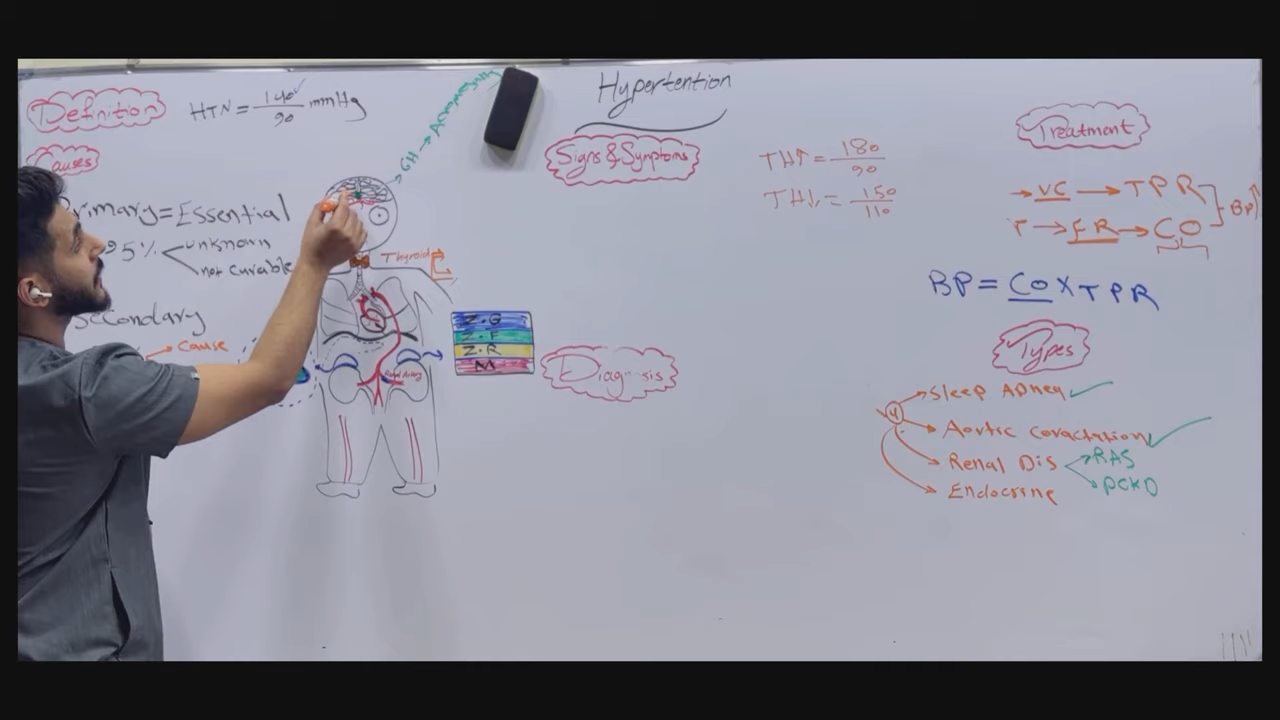 Hypertention
Definition
HTN = 140/90 mmHg
Causes
Primary = Essential
95% unknown
not curable
Secondary
Cause
GH → Acromegaly
Thyroid
Renal Artery
Z.G
Z.F
Z.R
M
Signs & Symptoms
Diagnosis
TH↑ = 180/90
TH↓ = 150/110
Treatment
→ VC → TPR
→ FR → CO
BP↑
BP = CO x TPR
Types
4
Sleep Apnea ✓
Aortic Coractation ✓
Renal Dis
RAS
PCKD
Endocrine